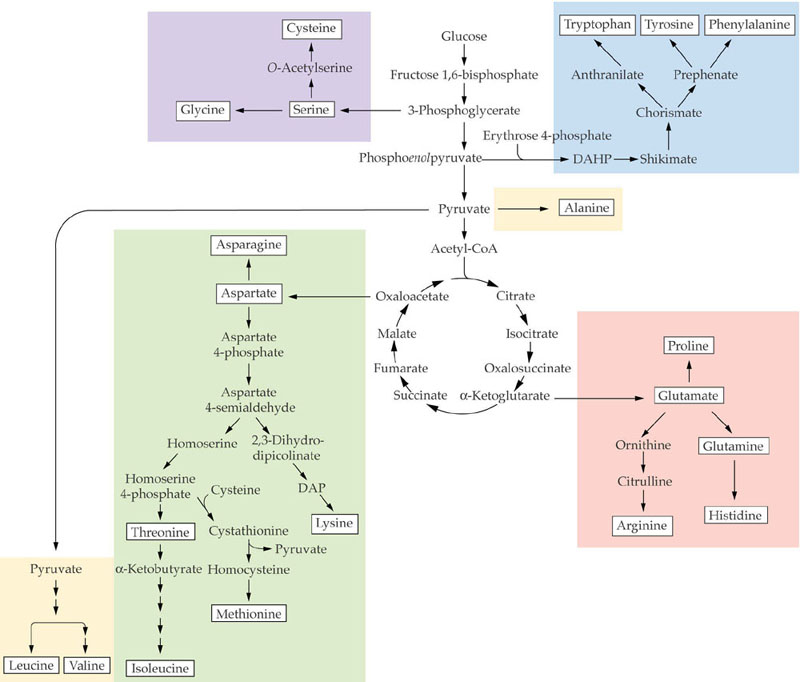 Cysteine
O-Acetylserine
Glycine
Serine
Glucose
Fructose 1,6-bisphosphate
3-Phosphoglycerate
Erythrose 4-phosphate
Phosphoenolpyruvate
Tryptophan
Tyrosine
Phenylalanine
Anthranilate
Prephenate
Chorismate
DAHP
Shikimate
Pyruvate
Alanine
Acetyl-CoA
Oxaloacetate
Citrate
Malate
Isocitrate
Fumarate
Oxalosuccinate
Succinate
α-Ketoglutarate
Asparagine
Aspartate
Aspartate
4-phosphate
Aspartate
4-semialdehyde
Homoserine
2,3-Dihydro-
dipicolinate
Homoserine
4-phosphate
Cysteine
DAP
Threonine
Cystathionine
Lysine
Pyruvate
α-Ketobutyrate
Homocysteine
Methionine
Isoleucine
Proline
Glutamate
Ornithine
Glutamine
Citrulline
Arginine
Histidine
Pyruvate
Leucine
Valine